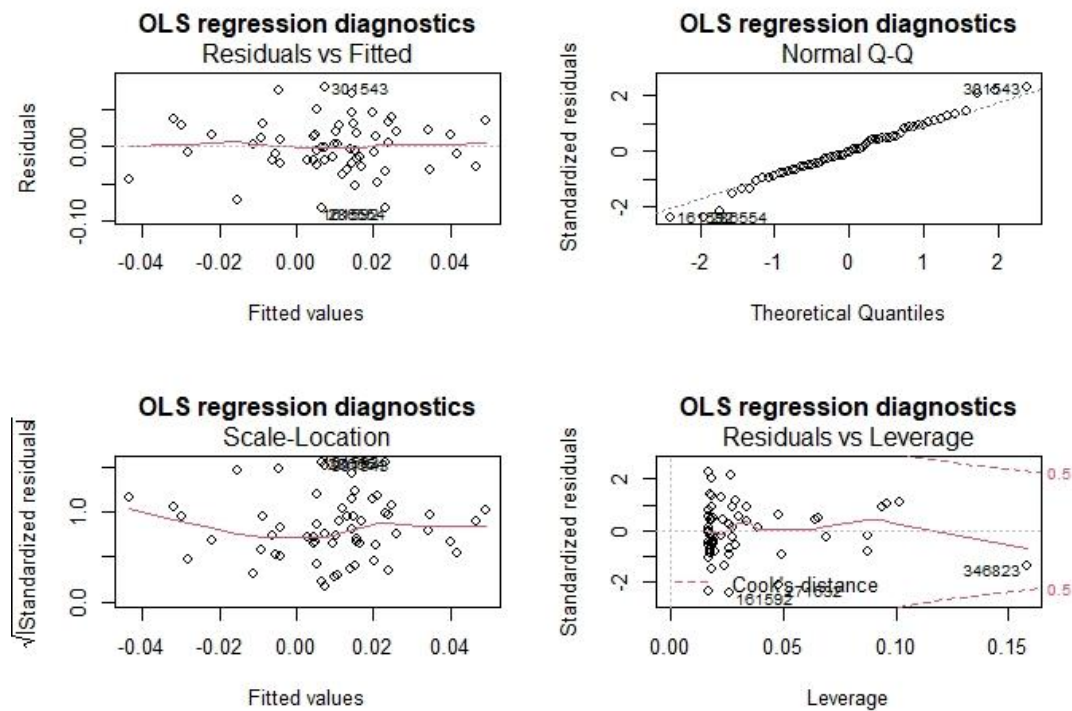 OLS regression diagnostics
Residuals vs Fitted
Residuals
0.00
-0.10
301543
-0.04 -0.02 0.00 0.02 0.04
Fitted values
OLS regression diagnostics
Normal Q-Q
Standardized residuals
2
0
-2
-2 -1 0 1 2
Theoretical Quantiles
OLS regression diagnostics
Scale-Location
√|Standardized residuals|
1.0
0.0
-0.04 -0.02 0.00 0.02 0.04
Fitted values
OLS regression diagnostics
Residuals vs Leverage
Standardized residuals
2
0
-2
0.5
0.5
346823
Cook's distance
161592
0.00 0.05 0.10 0.15
Leverage